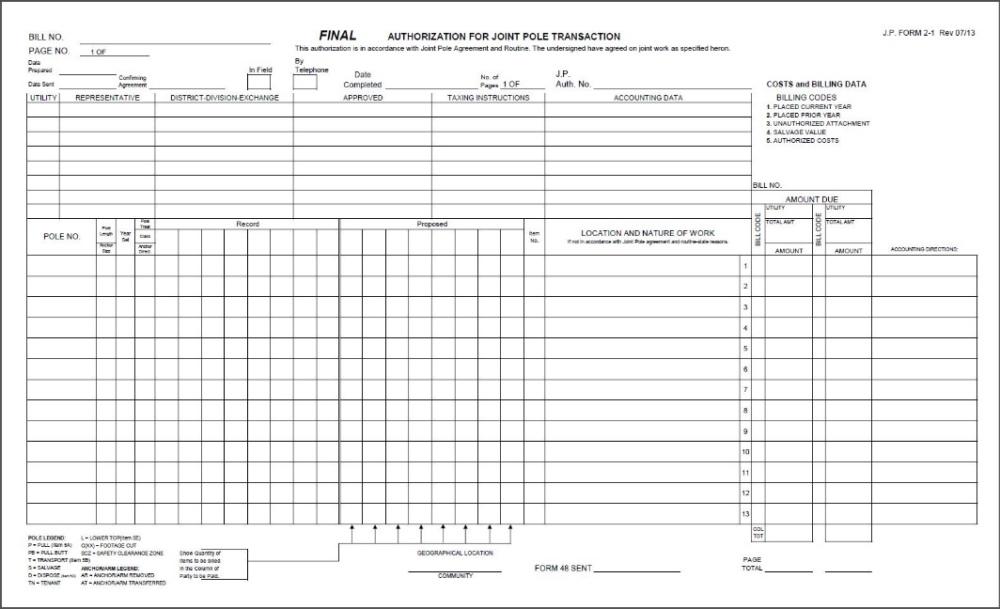 BILL NO.
FINAL AUTHORIZATION FOR JOINT POLE TRANSACTION
J.P. FORM 2-1 Rev 07/13
PAGE NO. 1 OF
This authorization is in accordance with Joint Pole Agreement and Routine. The undersigned have agreed on joint work as specified heron.
Date Prepared
Date Sent
Confirming Agreement
In Field
By Telephone
Date Completed
No. of Pages 1 OF
J.P. Auth. No.
COSTS and BILLING DATA
BILLING CODES
1. PLACED CURRENT YEAR
2. PLACED PRIOR YEAR
3. UNAUTHORIZED ATTACHMENT
4. SALVAGE VALUE
5. AUTHORIZED COSTS
UTILITY REPRESENTATIVE DISTRICT-DIVISION-EXCHANGE APPROVED TAXING INSTRUCTIONS ACCOUNTING DATA
BILL NO.
AMOUNT DUE
BILL CODE
UTILITY
TOTAL AMT
AMOUNT
BILL CODE
UTILITY
TOTAL AMT
AMOUNT
ACCOUNTING DIRECTIONS:
POLE NO.
Pole Length
Anchor Size
Year Set
Pole Treat
Class
Anchor Direct.
Record
Proposed
Item No.
LOCATION AND NATURE OF WORK
If not in accordance with Joint Pole agreement and routine-state reasons.
1
2
3
4
5
6
7
8
9
10
11
12
13
COL TOT
POLE LEGEND:
P = PULL (Item 5A)
PB = PULL BUTT
T = TRANSPORT (Item 5B)
S = SALVAGE
D = DISPOSE
TN = TENANT
L = LOWER TOP(Item 5E)
C(XX) = FOOTAGE CUT
SCZ = SAFETY CLEARANCE ZONE
ANCHOR/ARM LEGEND:
AR = ANCHOR/ARM REMOVED
AT = ANCHOR/ARM TRANSFERRED
Show Quantity of
Items to be billed
in the Column of
Party to be Paid.
GEOGRAPHICAL LOCATION
COMMUNITY
FORM 48 SENT
PAGE TOTAL